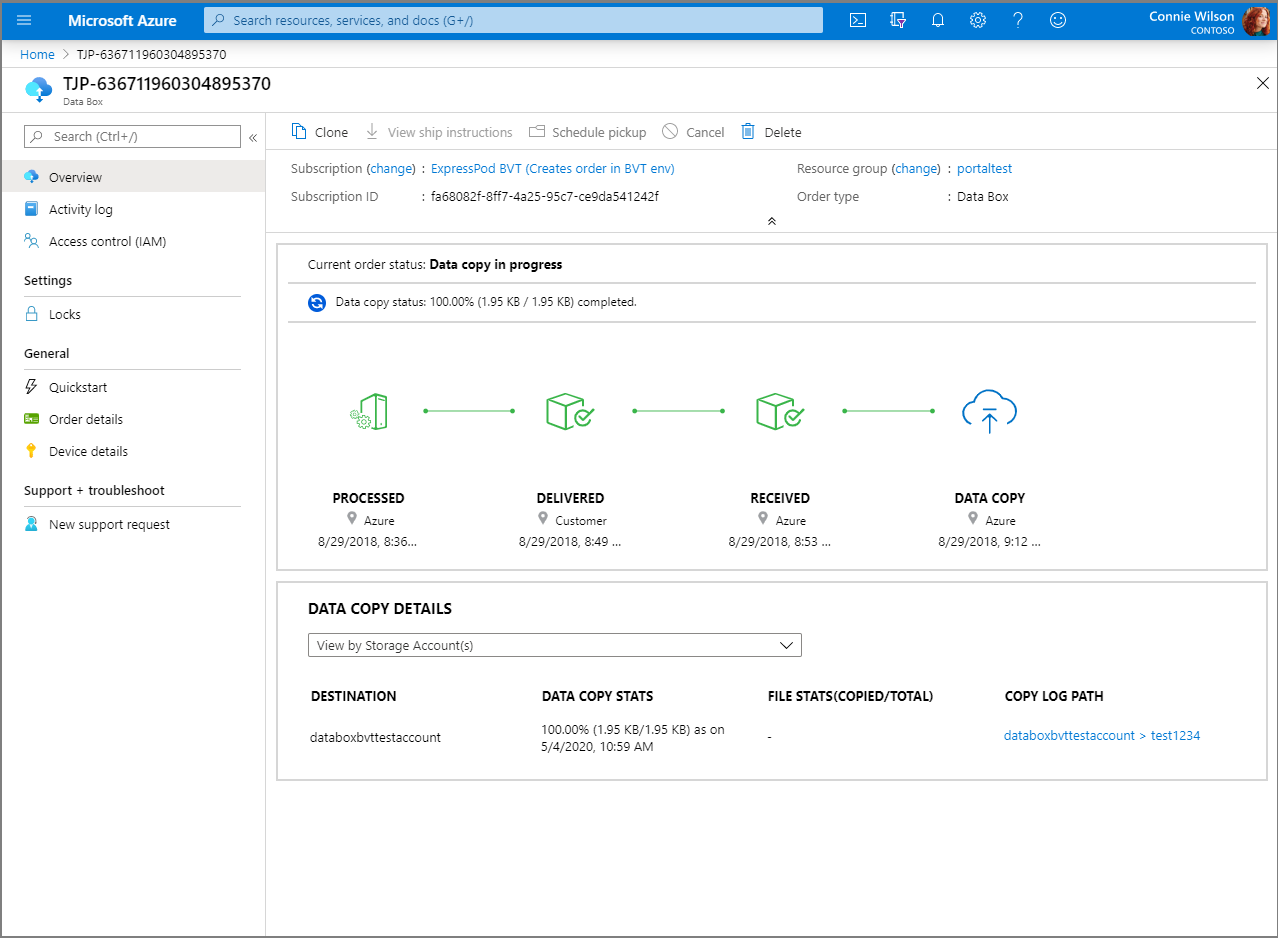 Microsoft Azure
Search resources, services, and docs (G+/)
Connie Wilson
CONTOSO
Home > TJP-636711960304895370
TJP-636711960304895370
Data Box
Search (Ctrl+/)
«
Overview
Activity log
Access control (IAM)
Settings
Locks
General
Quickstart
Order details
Device details
Support + troubleshoot
New support request
Clone View ship instructions Schedule pickup Cancel Delete
Subscription (change) : ExpressPod BVT (Creates order in BVT env) Resource group (change) : portaltest
Subscription ID : fa68082f-8ff7-4a25-95c7-ce9da541242f Order type : Data Box
Current order status: Data copy in progress
Data copy status: 100.00% (1.95 KB / 1.95 KB) completed.
PROCESSED DELIVERED RECEIVED DATA COPY
Azure Customer Azure Azure
8/29/2018, 8:36... 8/29/2018, 8:49 ... 8/29/2018, 8:53 ... 8/29/2018, 9:12 ...
DATA COPY DETAILS
View by Storage Account(s)
DESTINATION DATA COPY STATS FILE STATS(COPIED/TOTAL) COPY LOG PATH
databoxbvttestaccount 100.00% (1.95 KB/1.95 KB) as on - databoxbvttestaccount > test1234
5/4/2020, 10:59 AM